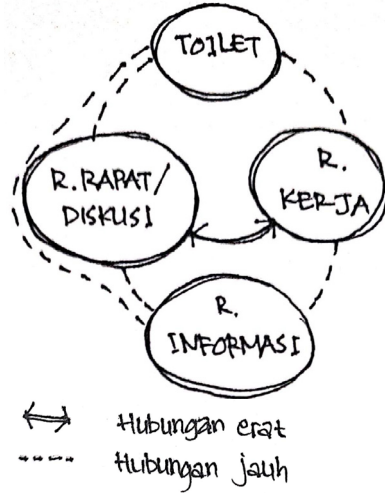 TOILET
R. RAPAT/
DISKUSI
R.
KERJA
R.
INFORMASI
Hubungan erat
Hubungan jauh